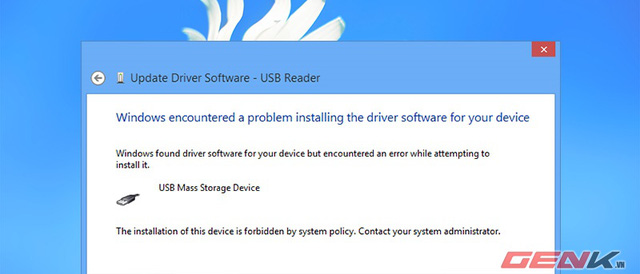 Update Driver Software - USB Reader
Windows encountered a problem installing the driver software for your device
Windows found driver software for your device but encountered an error while attempting to
install it.
USB Mass Storage Device
The installation of this device is forbidden by system policy. Contact your system administrator.
GENK.VN